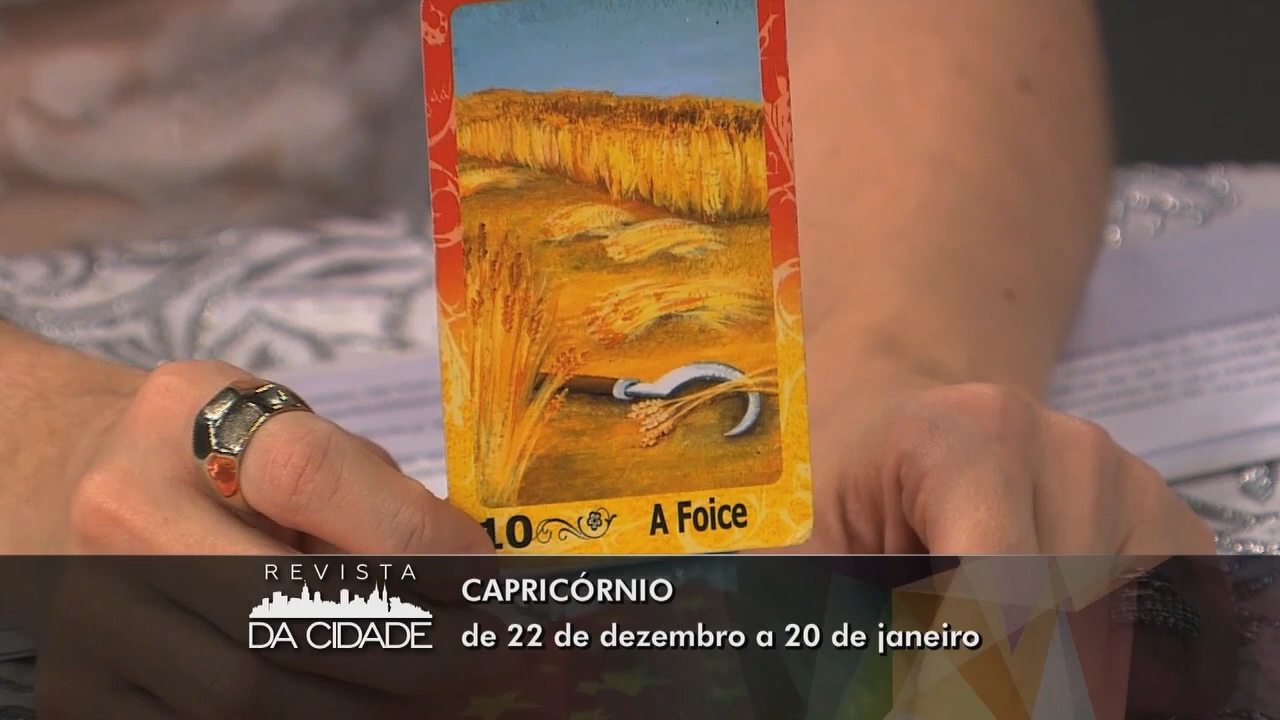 10 A Foice
REVISTA
DA CIDADE
CAPRICÓRNIO
de 22 de dezembro a 20 de janeiro